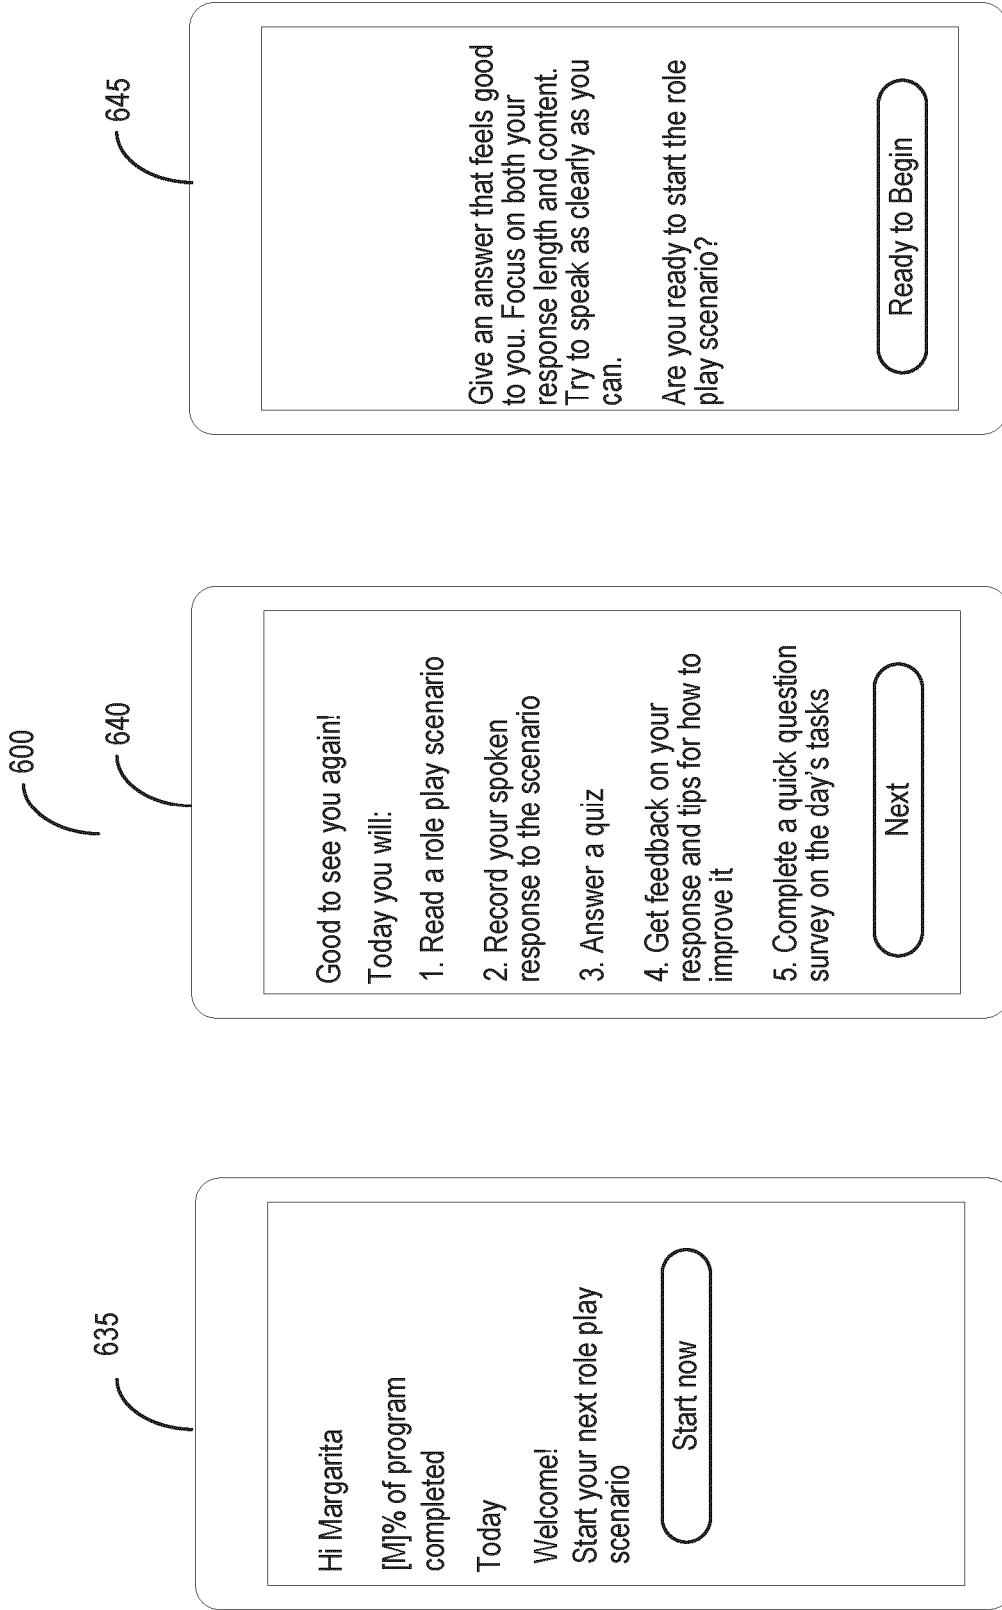 600
635
Hi Margarita
[M]% of program
completed
Today
Welcome!
Start your next role play
scenario
Start now
640
Good to see you again!
Today you will:
1. Read a role play scenario
2. Record your spoken
response to the scenario
3. Answer a quiz
4. Get feedback on your
response and tips for how to
improve it
5. Complete a quick question
survey on the day's tasks
Next
645
Give an answer that feels good
to you. Focus on both your
response length and content.
Try to speak as clearly as you
can.
Are you ready to start the role
play scenario?
Ready to Begin